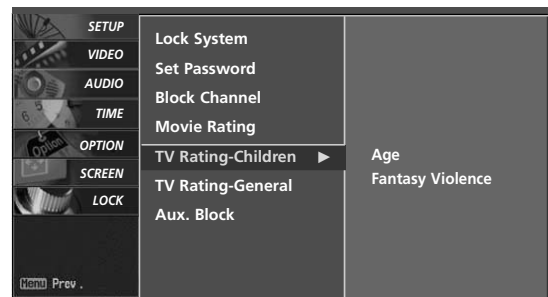 SETUP
VIDEO
AUDIO
TIME
OPTION
SCREEN
LOCK
Menu Prev.
Lock System
Set Password
Block Channel
Movie Rating
TV Rating-Children ►
TV Rating-General
Aux. Block
Age
Fantasy Violence